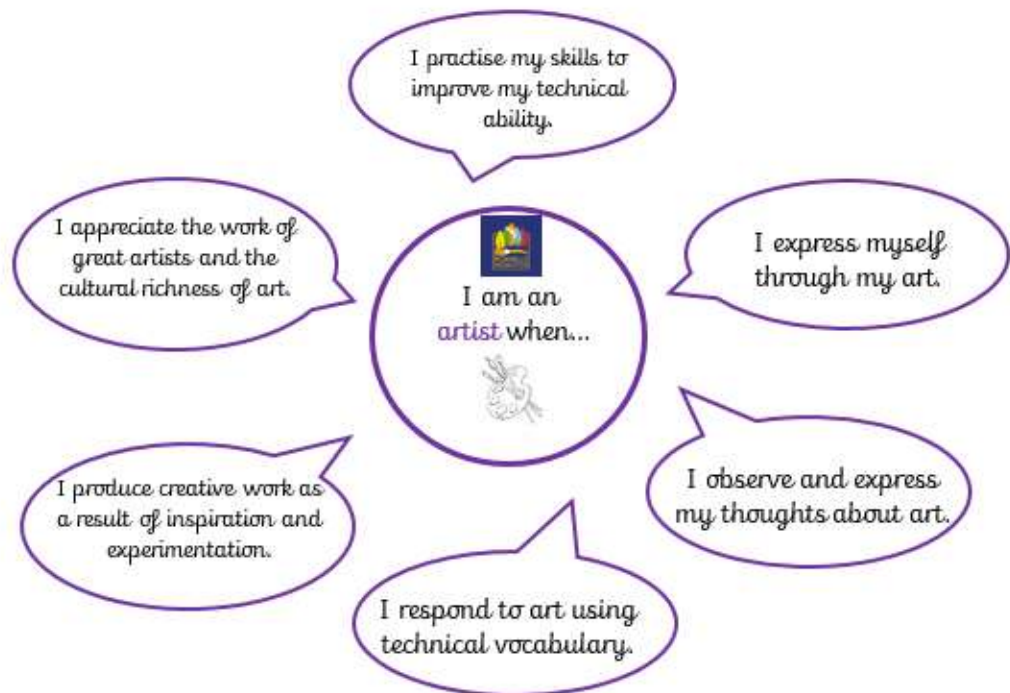 I practise my skills to
improve my technical
ability.
I appreciate the work of
great artists and the
cultural richness of art.
I express myself
through my art.
I am an
artist when...
I produce creative work as
a result of inspiration and
experimentation.
I observe and express
my thoughts about art.
I respond to art using
technical vocabulary.